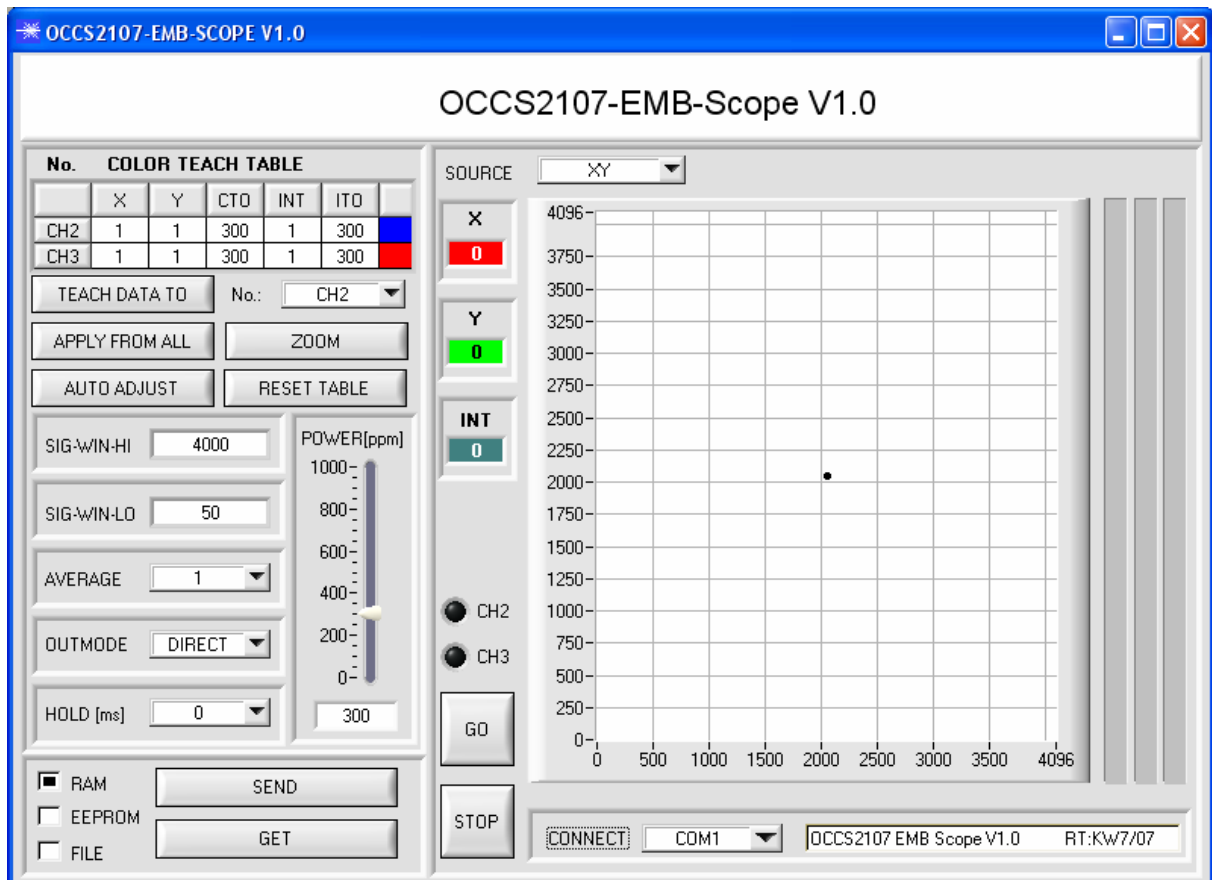 OCCS2107-EMB-SCOPE V1.0
OCCS2107-EMB-Scope V1.0
No. COLOR TEACH TABLE
X Y CTO INT ITO
CH2 1 1 300 1 300
CH3 1 1 300 1 300
TEACH DATA TO No.: CH2
APPLY FROM ALL ZOOM
AUTO ADJUST RESET TABLE
SIG-WIN-HI 4000
SIG-WIN-LO 50
AVERAGE 1
OUTMODE DIRECT
HOLD [ms] 0
POWER[ppm]
1000
800
600
400
200
0
300
RAM
EEPROM
FILE
SEND
GET
SOURCE XY
X
0
Y
0
INT
0
CH2
CH3
GO
STOP
4096
3750
3500
3250
3000
2750
2500
2250
2000
1750
1500
1250
1000
750
500
250
0
0 500 1000 1500 2000 2500 3000 3500 4096
CONNECT COM1 OCCS2107 EMB Scope V1.0 RT:KW7/07